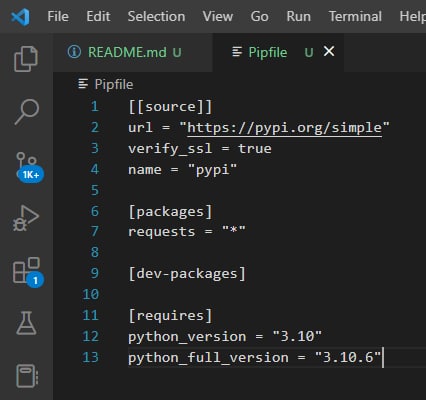 File Edit Selection View Go Run Terminal Help
README.md U Pipfile U
Pipfile
1 [[source]]
2 url = "https://pypi.org/simple"
3 verify_ssl = true
4 name = "pypi"
5
6 [packages]
7 requests = "*"
8
9 [dev-packages]
10
11 [requires]
12 python_version = "3.10"
13 python_full_version = "3.10.6"
1K+
1